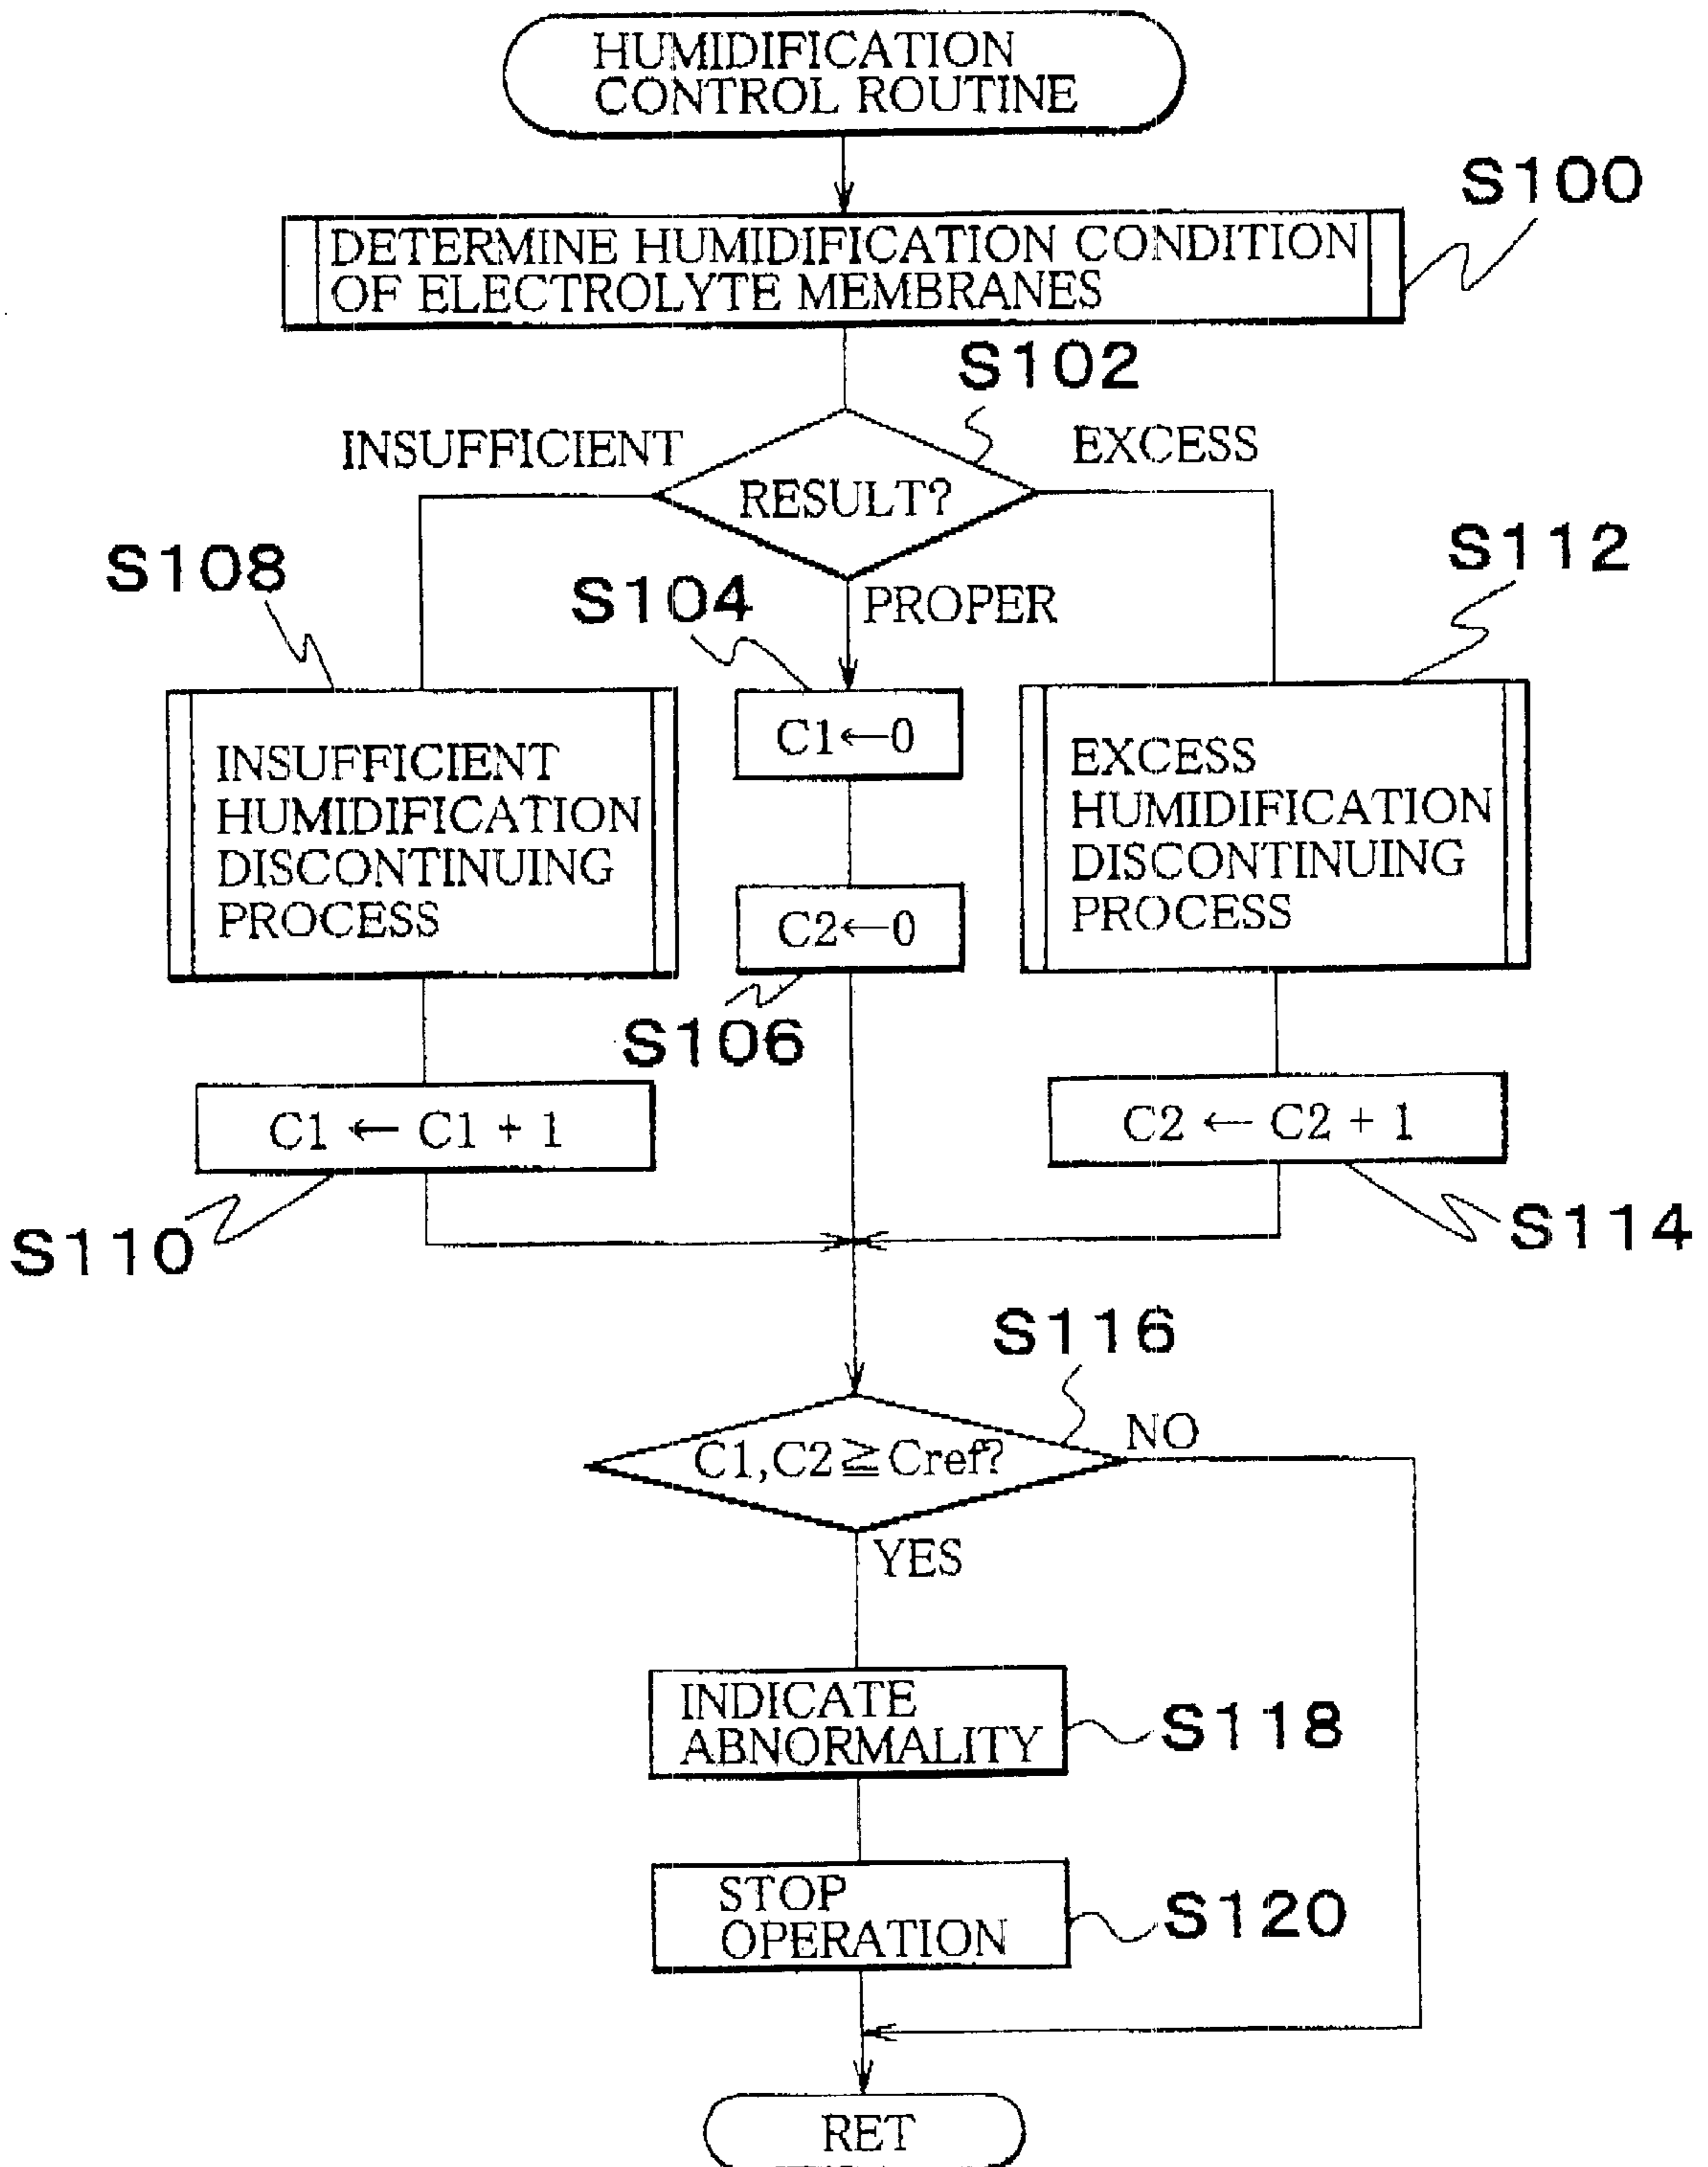 HUMIDIFICATION
CONTROL ROUTINE
S100
DETERMINE HUMIDIFICATION CONDITION
OF ELECTROLYTE MEMBRANES
S102
INSUFFICIENT
EXCESS
RESULT?
S108
S104
PROPER
S112
INSUFFICIENT
HUMIDIFICATION
DISCONTINUING
PROCESS
C1←0
C2←0
S106
EXCESS
HUMIDIFICATION
DISCONTINUING
PROCESS
C1 ← C1 + 1
C2 ← C2 + 1
S110
S114
S116
C1,C2≧Cref?
NO
YES
INDICATE
ABNORMALITY
S118
STOP
OPERATION
S120
RET